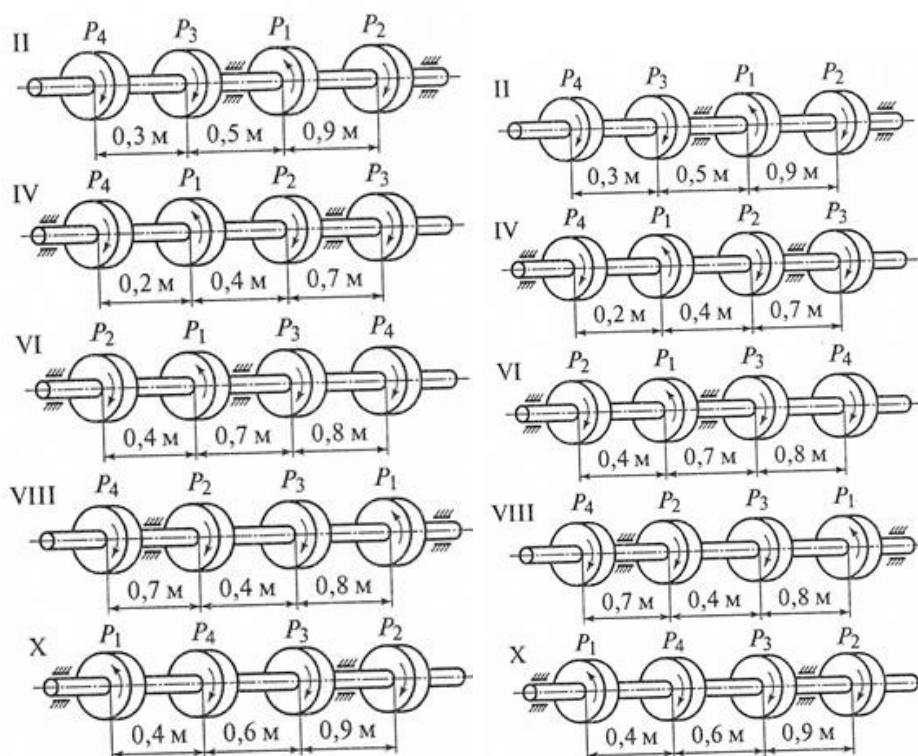 II P₄ P₃ P₁ P₂
0,3 м 0,5 м 0,9 м
IV P₄ P₁ P₂ P₃
0,2 м 0,4 м 0,7 м
VI P₂ P₁ P₃ P₄
0,4 м 0,7 м 0,8 м
VIII P₄ P₂ P₃ P₁
0,7 м 0,4 м 0,8 м
X P₁ P₄ P₃ P₂
0,4 м 0,6 м 0,9 м
II P₄ P₃ P₁ P₂
0,3 м 0,5 м 0,9 м
IV P₄ P₁ P₂ P₃
0,2 м 0,4 м 0,7 м
VI P₂ P₁ P₃ P₄
0,4 м 0,7 м 0,8 м
VIII P₄ P₂ P₃ P₁
0,7 м 0,4 м 0,8 м
X P₁ P₄ P₃ P₂
0,4 м 0,6 м 0,9 м